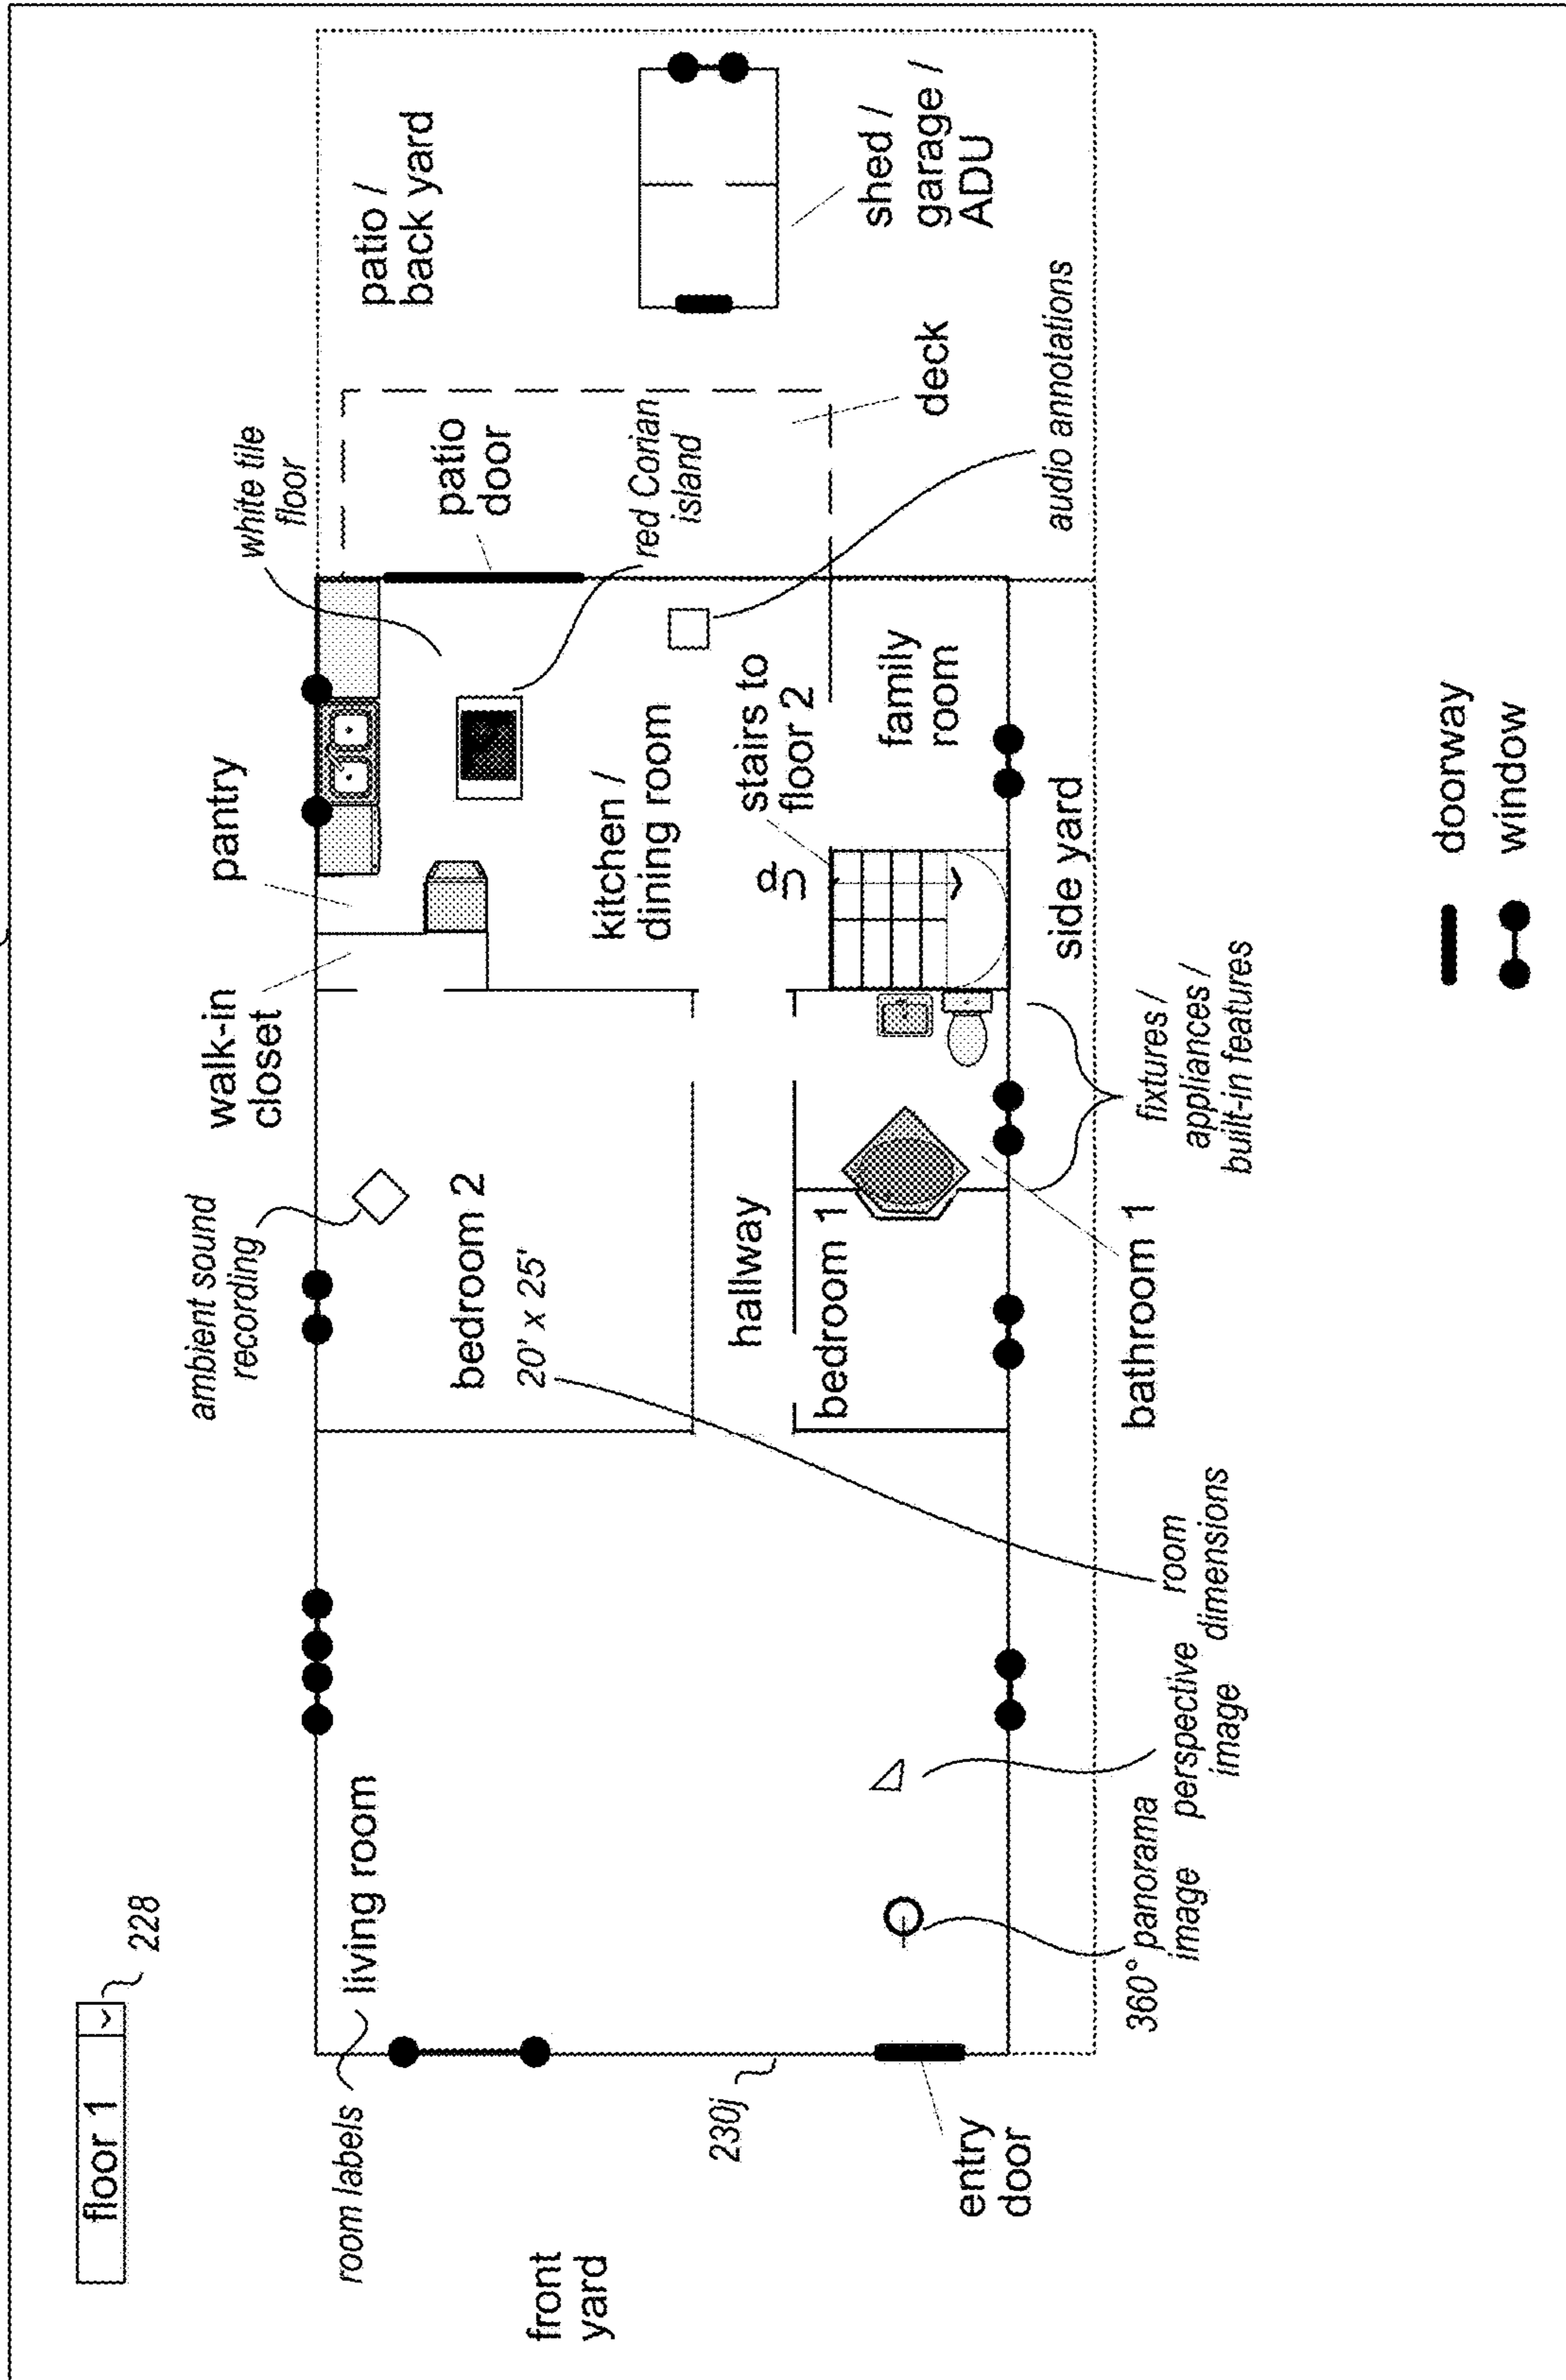 floor 1
228
room labels
living room
front
yard
230j
entry
door
360° panorama
image
perspective
image
room
dimensions
ambient sound
recording
bedroom 2
20' x 25'
hallway
bedroom 1
bathroom 1
walk-in
closet
pantry
white tile
floor
kitchen /
dining room
up
stairs to
floor 2
family
room
side yard
fixtures /
appliances /
built-in features
patio
door
red Corian
island
deck
audio annotations
patio /
back yard
shed /
garage /
ADU
doorway
window